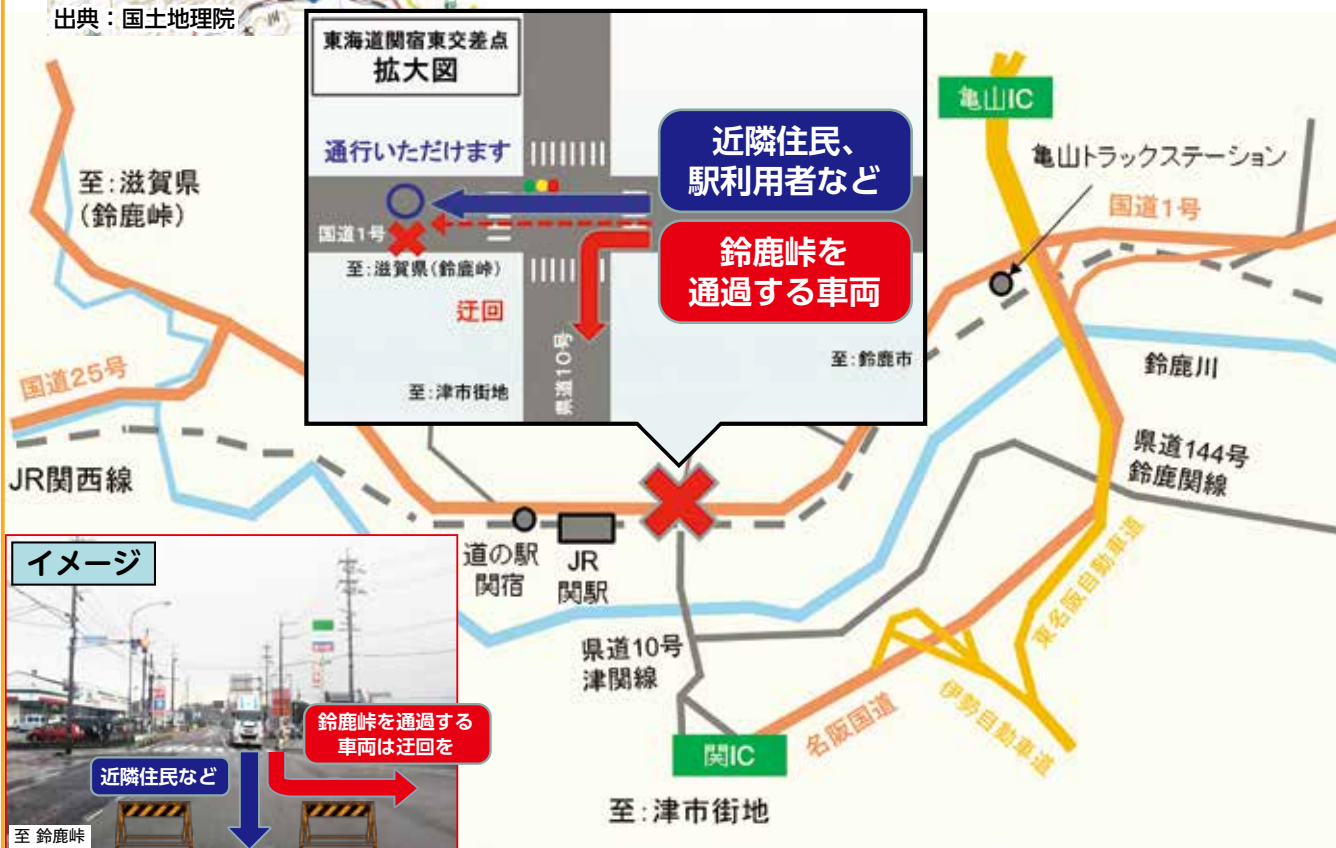 出典：国土地理院
東海道関宿東交差点
拡大図
通行いただけます
近隣住民、
駅利用者など
国道1号
至:滋賀県(鈴鹿峠)
鈴鹿峠を
通過する車両
迂回
県道10号
至:津市街地
至:鈴鹿市
亀山IC
亀山トラックステーション
国道1号
至:滋賀県
(鈴鹿峠)
国道25号
JR関西線
鈴鹿川
県道144号
鈴鹿関線
道の駅
関宿
JR
関駅
県道10号
津関線
東名阪自動車道
伊勢自動車道
名阪国道
関IC
至:津市街地
イメージ
鈴鹿峠を通過する
車両は迂回を
近隣住民など
至 鈴鹿峠